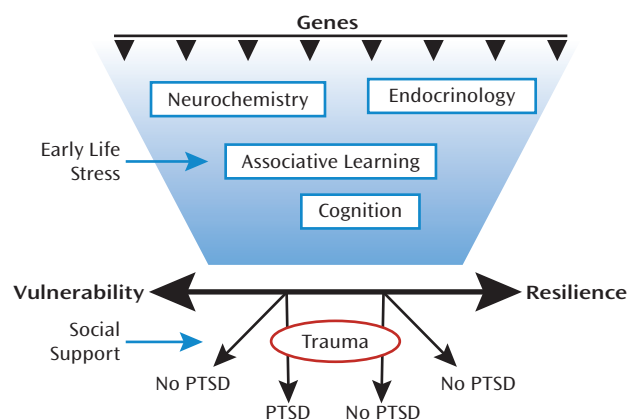 Genes
Neurochemistry
Endocrinology
Early Life
Stress
Associative Learning
Cognition
Vulnerability
Resilience
Social
Support
Trauma
No PTSD
No PTSD
PTSD
No PTSD